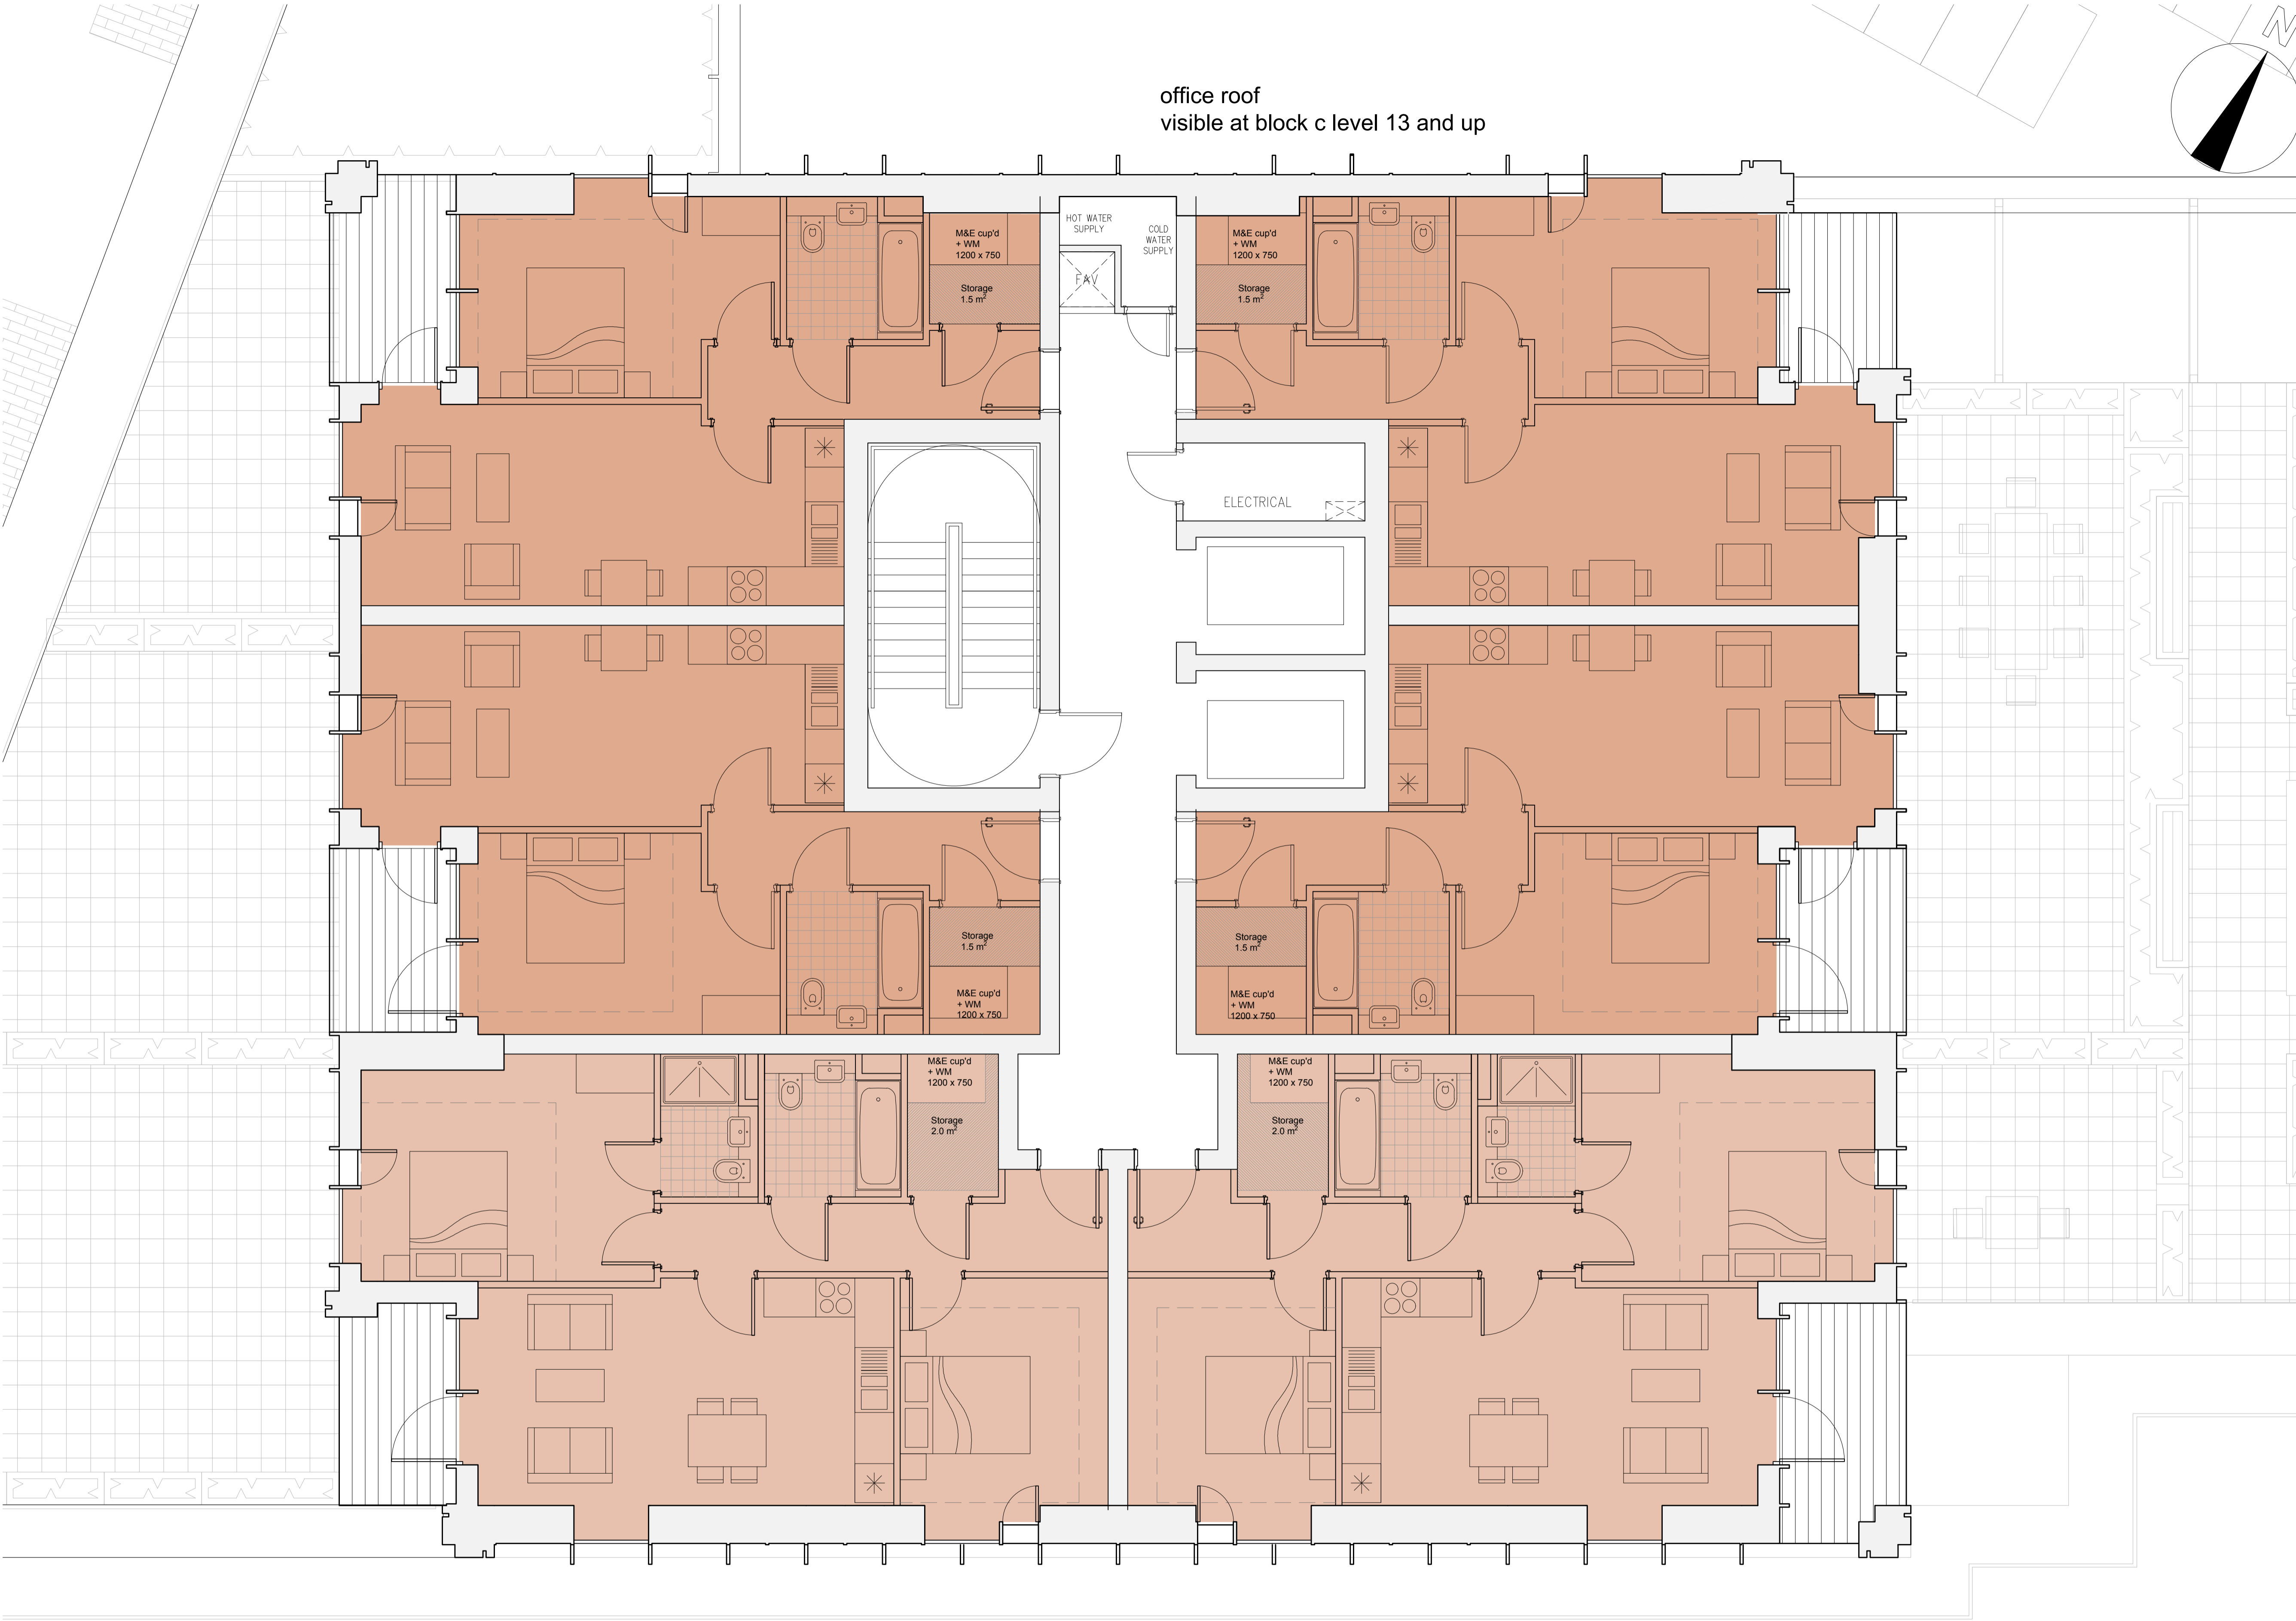 N
office roof
visible at block c level 13 and up
HOT WATER
SUPPLY
COLD
WATER
SUPPLY
FAV
M&E cup'd
+ WM
1200 x 750
Storage
1.5 m²
M&E cup'd
+ WM
1200 x 750
Storage
1.5 m²
ELECTRICAL
Storage
1.5 m²
M&E cup'd
+ WM
1200 x 750
Storage
1.5 m²
M&E cup'd
+ WM
1200 x 750
M&E cup'd
+ WM
1200 x 750
Storage
2.0 m²
M&E cup'd
+ WM
1200 x 750
Storage
2.0 m²